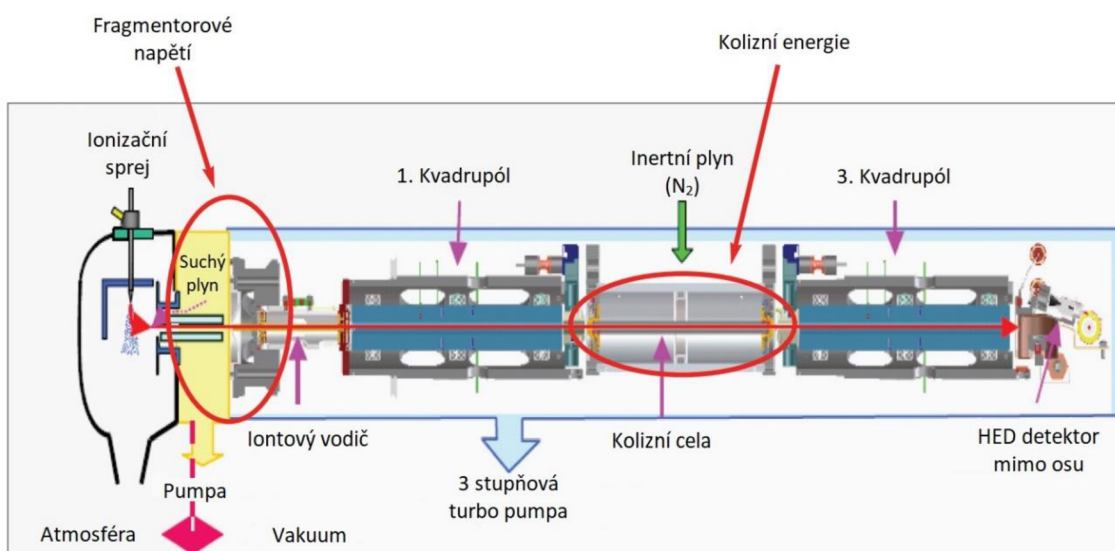 Fragmentorové
napětí
Kolizní energie
Ionizační
sprej
1. Kvadrupól
Inertní plyn
(N₂)
3. Kvadrupól
Suchý
plyn
Iontový vodič
Kolizní cela
HED detektor
mimo osu
Pumpa
3 stupňová
turbo pumpa
Atmosféra
Vakuum